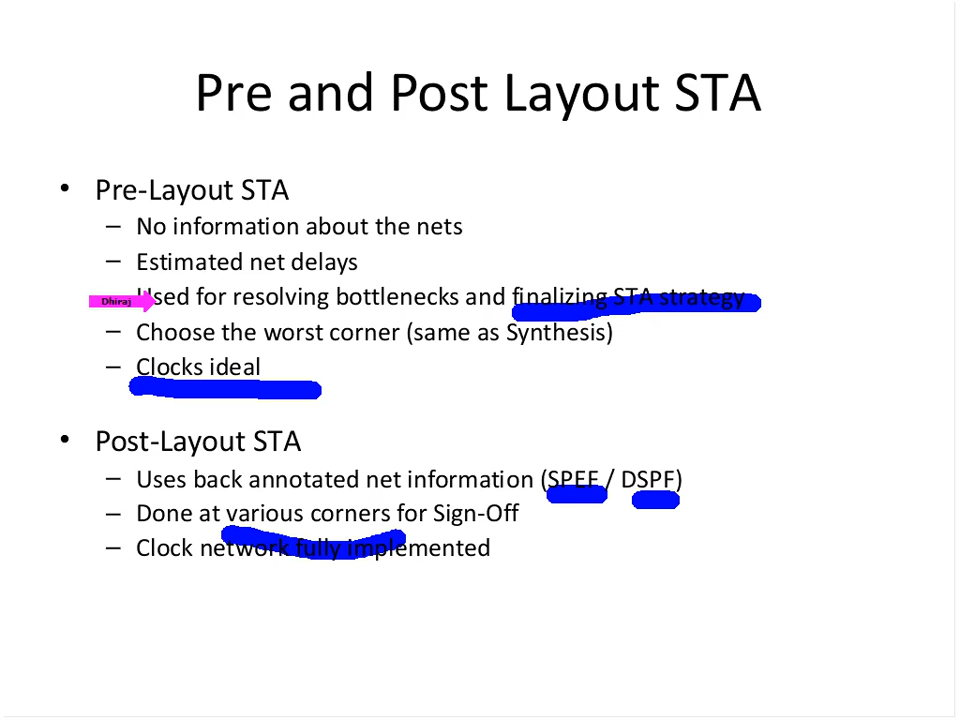 Pre and Post Layout STA
• Pre-Layout STA
– No information about the nets
– Estimated net delays
Dhiraj
Used for resolving bottlenecks and finalizing STA strategy
– Choose the worst corner (same as Synthesis)
– Clocks ideal
• Post-Layout STA
– Uses back annotated net information (SPEF / DSPF)
– Done at various corners for Sign-Off
– Clock network fully implemented